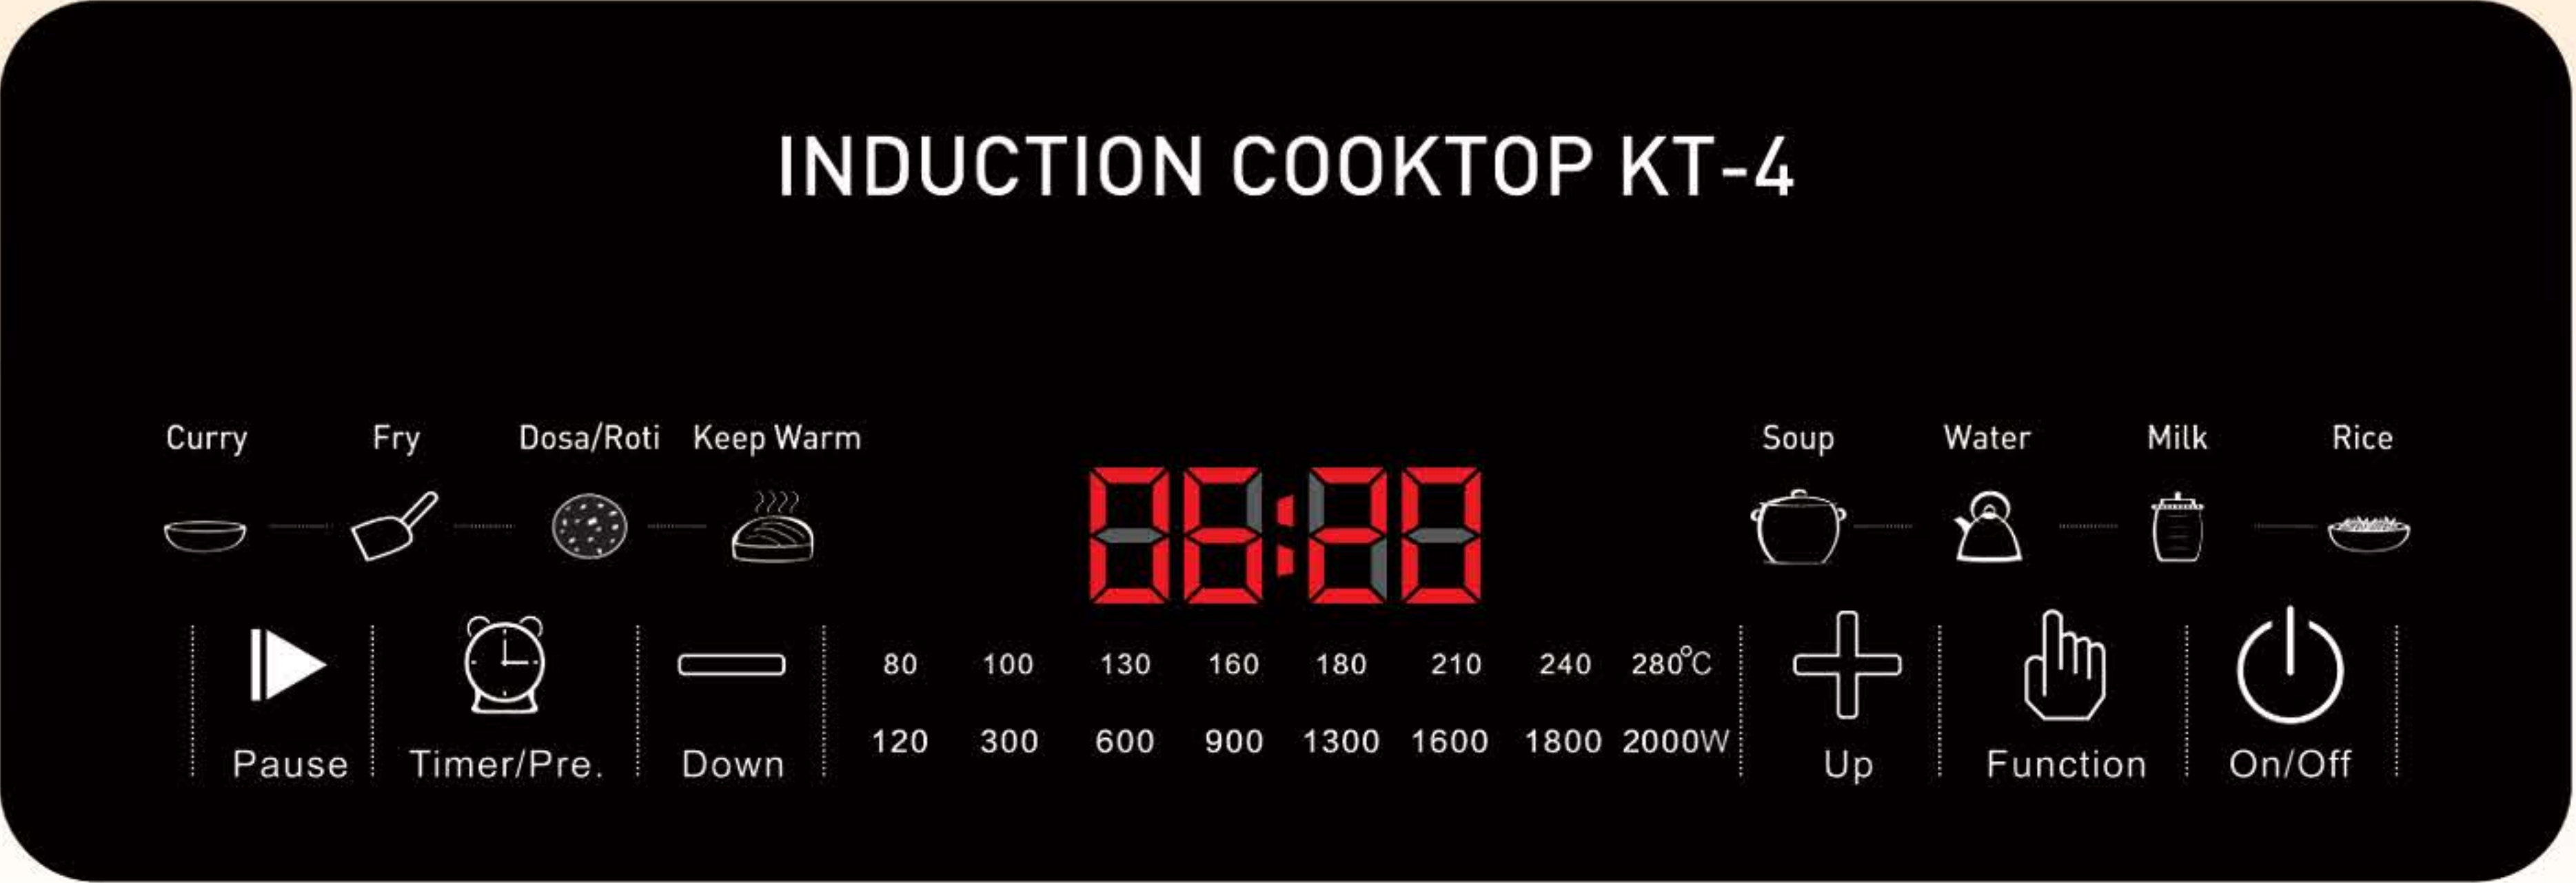 INDUCTION COOKTOP KT-4
Curry Fry Dosa/Roti Keep Warm
06:20
Soup Water Milk Rice
80 100 130 160 180 210 240 280℃
120 300 600 900 1300 1600 1800 2000W
Pause Timer/Pre. Down
Up Function On/Off